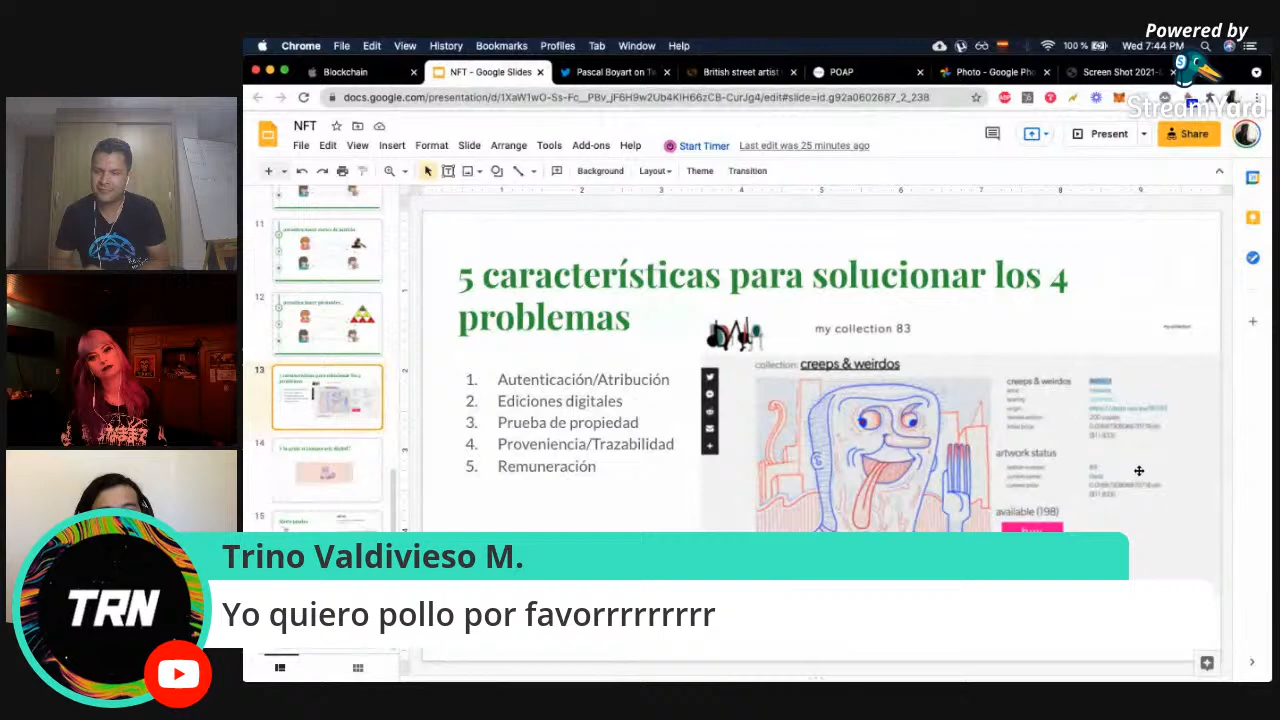 Powered by
StreamYard
Chrome File Edit View History Bookmarks Profiles Tab Window Help
100 %
Wed 7:44 PM
Blockchain
NFT - Google Slides
Pascal Boyart on Tw
British street artist
POAP
Photo - Google Pho
Screen Shot 2021-
docs.google.com/presentation/d/1XaW1wO-Ss-Fc__PBv_jF6H9w2Ub4KlH66zCB-CurJg4/edit#slide=id.g92a0602687_2_238
NFT
File Edit View Insert Format Slide Arrange Tools Add-ons Help
Start Timer
Last edit was 25 minutes ago
Present
Share
Background Layout Theme Transition
11
12
13
14
15
5 características para solucionar los 4
problemas
my collection 83
collection: creeps & weirdos
1. Autenticación/Atribución
2. Ediciones digitales
3. Prueba de propiedad
4. Proveniencia/Trazabilidad
5. Remuneración
creeps & weirdos
artwork status
available (198)
Trino Valdivieso M.
Yo quiero pollo por favorrrrrrrrr
TRN